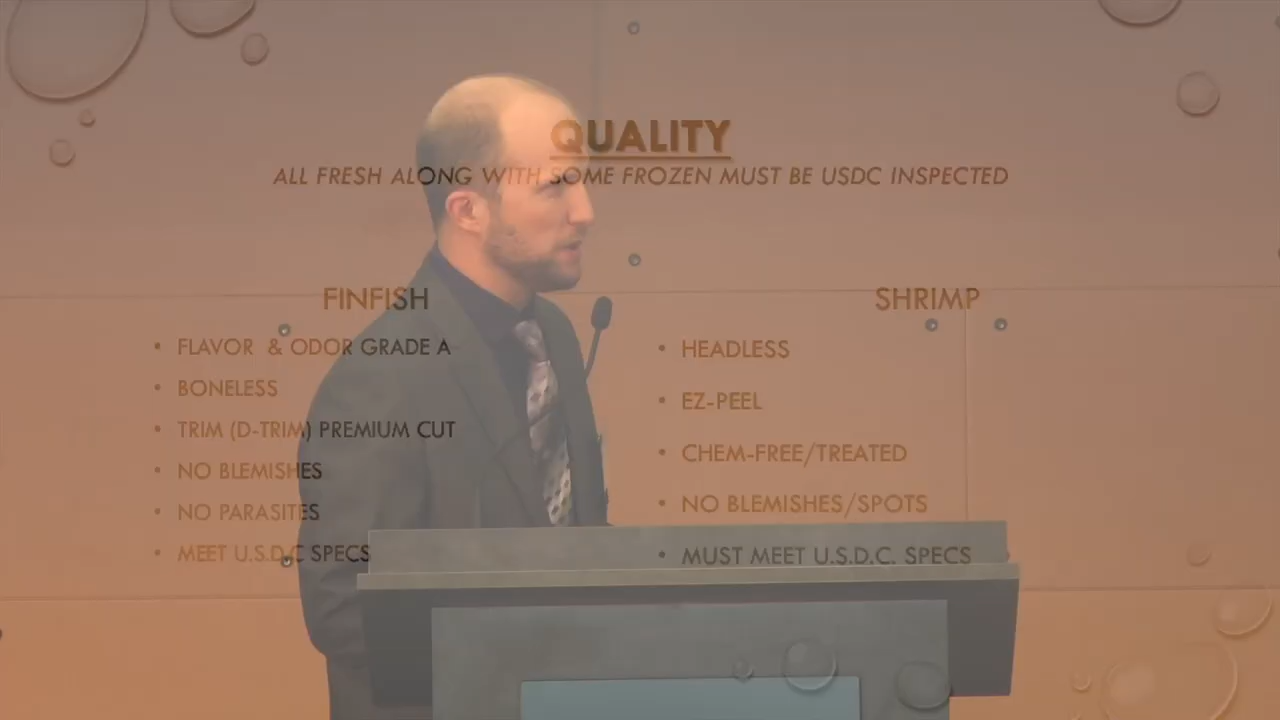 QUALITY
ALL FRESH ALONG WITH SOME FROZEN MUST BE USDC INSPECTED
FINFISH
• FLAVOR & ODOR GRADE A
• BONELESS
• TRIM (D-TRIM) PREMIUM CUT
• NO BLEMISHES
• NO PARASITES
• MEET U.S.D.C SPECS
SHRIMP
• HEADLESS
• EZ-PEEL
• CHEM-FREE/TREATED
• NO BLEMISHES/SPOTS
• MUST MEET U.S.D.C. SPECS